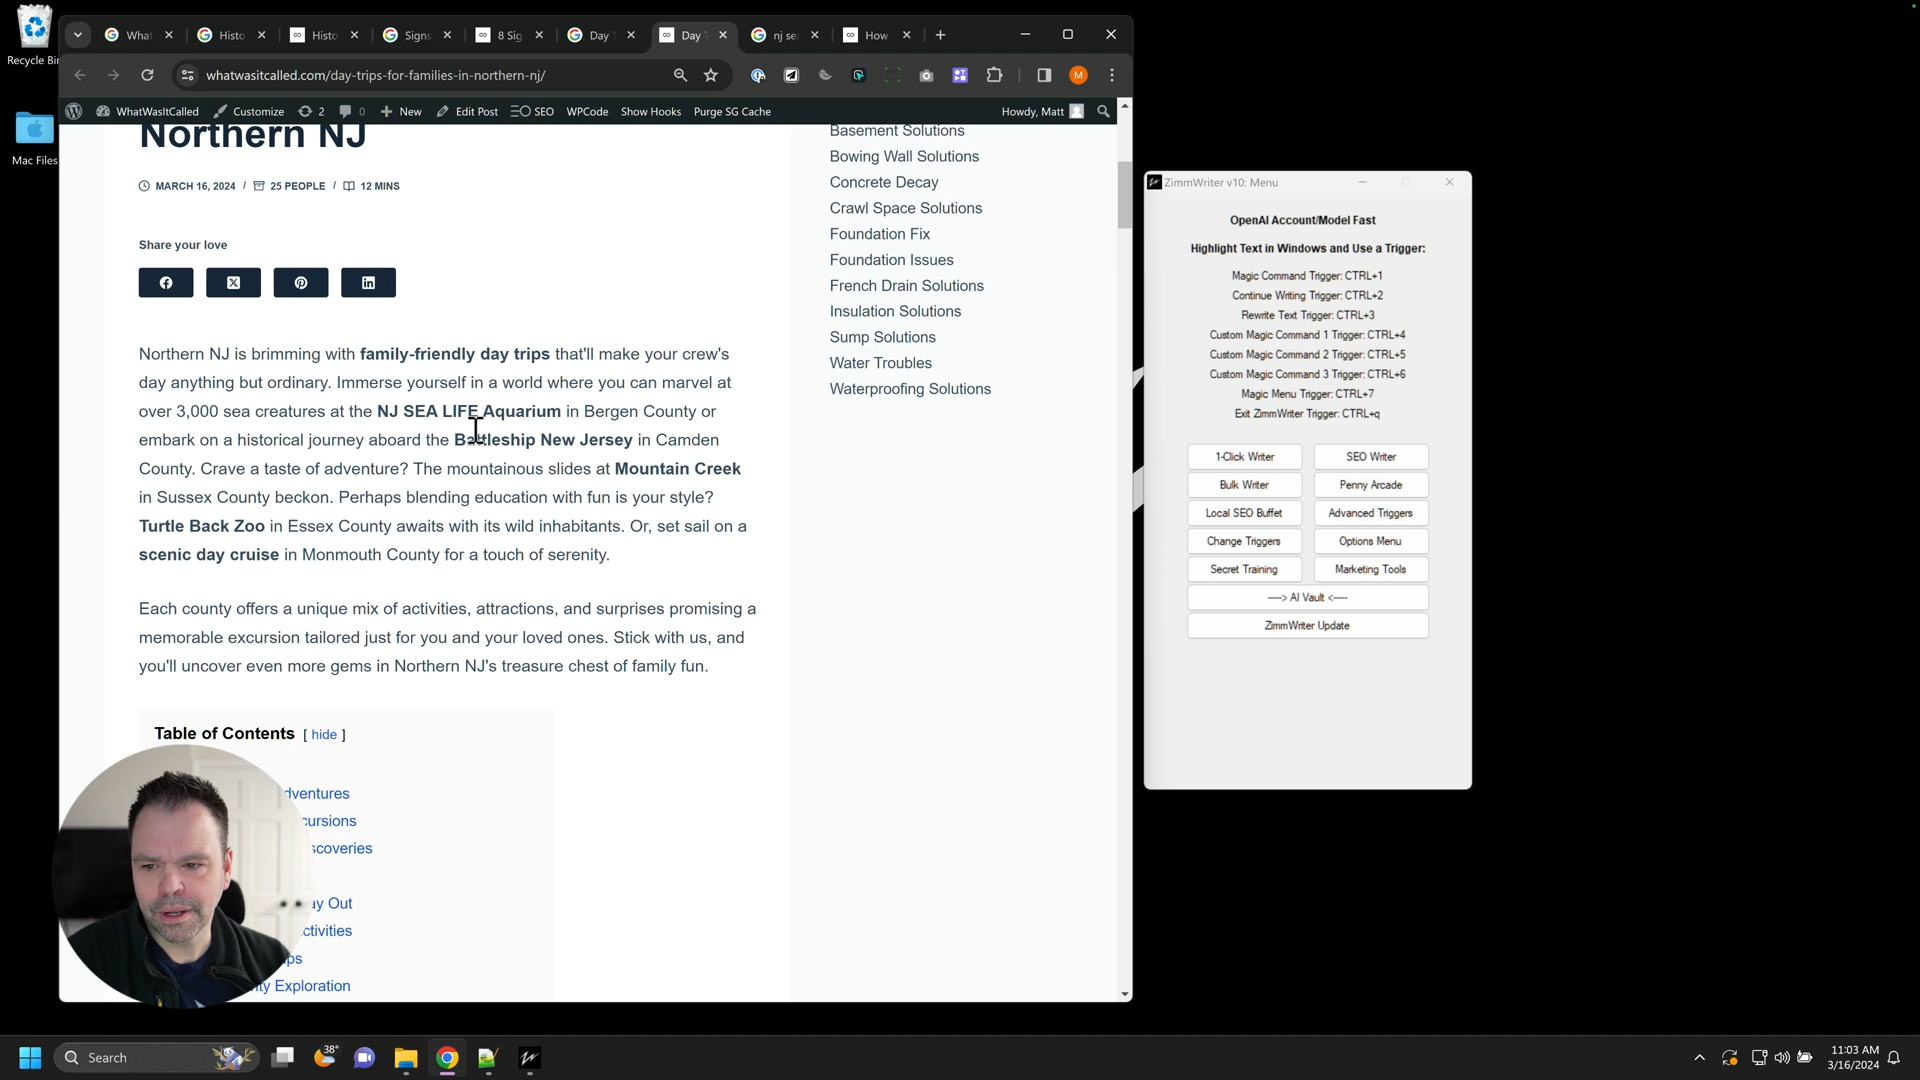 Recycle Bin
Mac Files
What
Histo
Histo
Signs
8 Sig
Day T
Day T
nj se
How
whatwasitcalled.com/day-trips-for-families-in-northern-nj/
M
WhatWasItCalled
Customize
2
0
New
Edit Post
SEO
WPCode
Show Hooks
Purge SG Cache
Howdy, Matt
Northern NJ
MARCH 16, 2024 / 25 PEOPLE / 12 MINS
Share your love
Northern NJ is brimming with family-friendly day trips that'll make your crew's
day anything but ordinary. Immerse yourself in a world where you can marvel at
over 3,000 sea creatures at the NJ SEA LIFE Aquarium in Bergen County or
embark on a historical journey aboard the Battleship New Jersey in Camden
County. Crave a taste of adventure? The mountainous slides at Mountain Creek
in Sussex County beckon. Perhaps blending education with fun is your style?
Turtle Back Zoo in Essex County awaits with its wild inhabitants. Or, set sail on a
scenic day cruise in Monmouth County for a touch of serenity.
Each county offers a unique mix of activities, attractions, and surprises promising a
memorable excursion tailored just for you and your loved ones. Stick with us, and
you'll uncover even more gems in Northern NJ's treasure chest of family fun.
Table of Contents [ hide ]
dventures
cursions
scoveries
ay Out
ctivities
ips
nty Exploration
Basement Solutions
Bowing Wall Solutions
Concrete Decay
Crawl Space Solutions
Foundation Fix
Foundation Issues
French Drain Solutions
Insulation Solutions
Sump Solutions
Water Troubles
Waterproofing Solutions
ZimmWriter v10: Menu
OpenAI Account/Model Fast
Highlight Text in Windows and Use a Trigger:
Magic Command Trigger: CTRL+1
Continue Writing Trigger: CTRL+2
Rewrite Text Trigger: CTRL+3
Custom Magic Command 1 Trigger: CTRL+4
Custom Magic Command 2 Trigger: CTRL+5
Custom Magic Command 3 Trigger: CTRL+6
Magic Menu Trigger: CTRL+7
Exit ZimmWriter Trigger: CTRL+q
1-Click Writer
SEO Writer
Bulk Writer
Penny Arcade
Local SEO Buffet
Advanced Triggers
Change Triggers
Options Menu
Secret Training
Marketing Tools
----> AI Vault <----
ZimmWriter Update
Search
38°
11:03 AM
3/16/2024